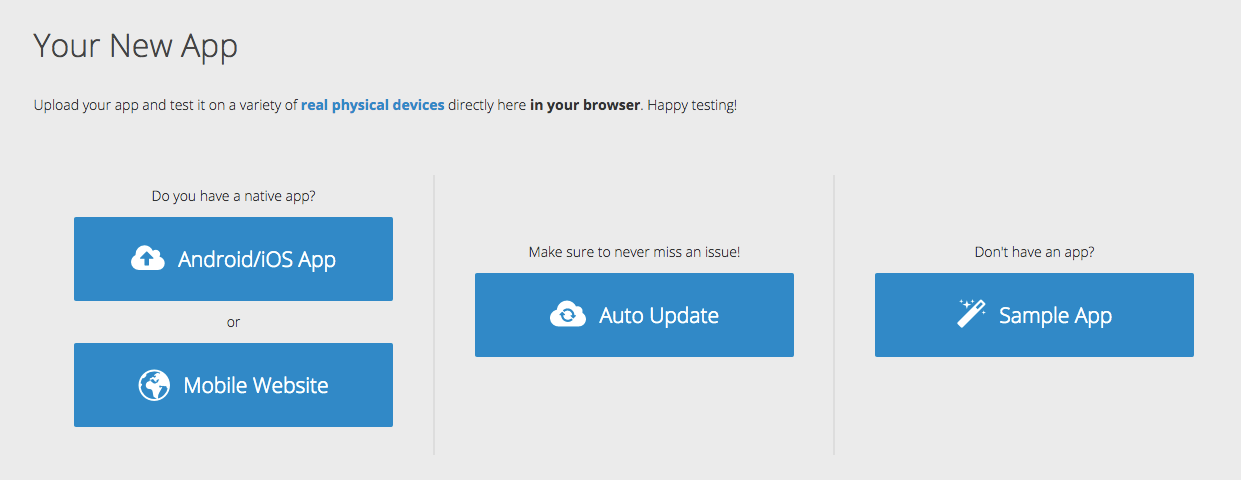 Your New App
Upload your app and test it on a variety of real physical devices directly here in your browser. Happy testing!
Do you have a native app?
Android/iOS App
or
Mobile Website
Make sure to never miss an issue!
Auto Update
Don't have an app?
Sample App